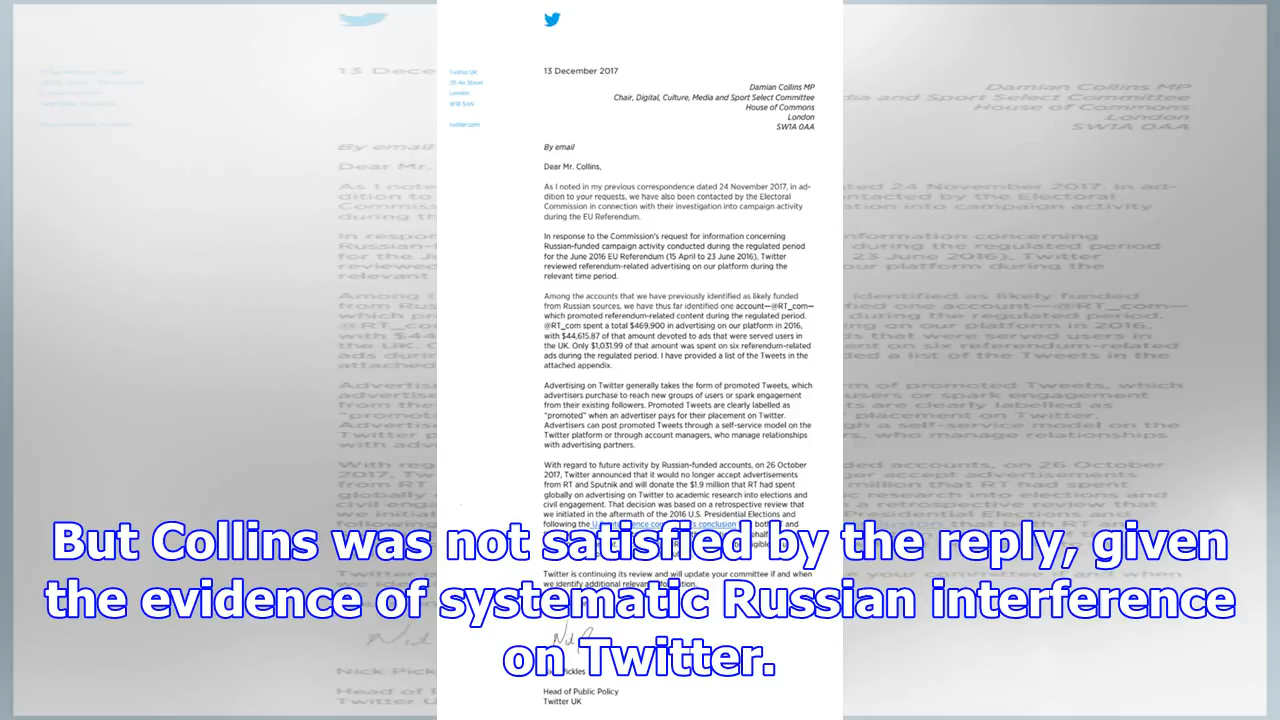 13 December 2017
Twitter UK
20 Air Street
London
W1B 5AN
twitter.com
Damian Collins MP
Chair, Digital, Culture, Media and Sport Select Committee
House of Commons
London
SW1A 0AA
By email
Dear Mr. Collins,
As I noted in my previous correspondence dated 24 November 2017, in ad-
dition to your requests, we have also been contacted by the Electoral
Commission in connection with their investigation into campaign activity
during the EU Referendum.
In response to the Commission's request for information concerning
Russian-funded campaign activity conducted during the regulated period
for the June 2016 EU Referendum (15 April to 23 June 2016), Twitter
reviewed referendum-related advertising on our platform during the
relevant time period.
Among the accounts that we have previously identified as likely funded
from Russian sources, we have thus far identified one account—@RT_com—
which promoted referendum-related content during the regulated period.
@RT_com spent a total $469,900 in advertising on our platform in 2016,
with $44,615.87 of that amount devoted to ads that were served users in
the UK. Only $1,031.99 of that amount was spent on six referendum-related
ads during the regulated period. I have provided a list of the Tweets in the
attached appendix.
Advertising on Twitter generally takes the form of promoted Tweets, which
advertisers purchase to reach new groups of users or spark engagement
from their existing followers. Promoted Tweets are clearly labelled as
"promoted" when an advertiser pays for their placement on Twitter.
Advertisers can post promoted Tweets through a self-service model on the
Twitter platform or through account managers, who manage relationships
with advertising partners.
With regard to future activity by Russian-funded accounts, on 26 October
2017, Twitter announced that it would no longer accept advertisements
from RT and Sputnik and will donate the $1.9 million that RT had spent
globally on advertising on Twitter to academic research into elections and
civil engagement. That decision was based on a retrospective review that
we initiated in the aftermath of the 2016 U.S. Presidential Elections and
following the conclusion
Twitter is continuing its review and will update your committee if and when
we identify additional
But Collins was not satisfied by the reply, given
the evidence of systematic Russian interference
on Twitter.
Head of Public Policy
Twitter UK